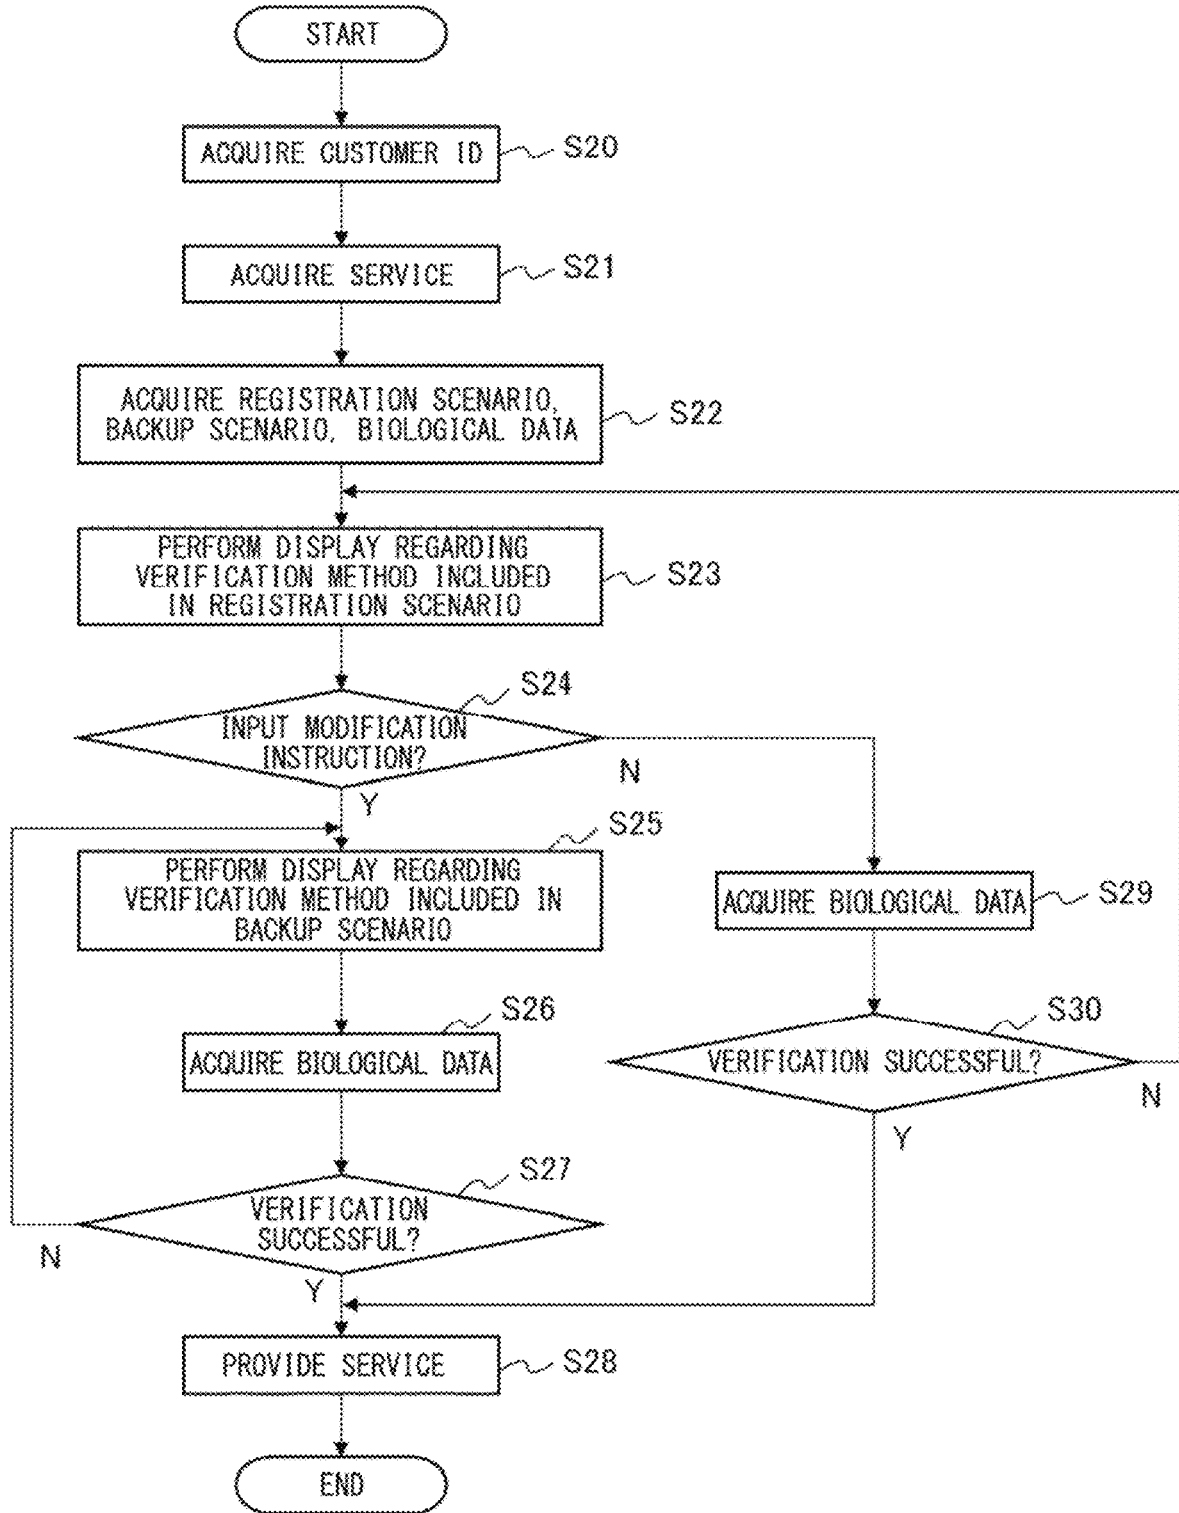 START
ACQUIRE CUSTOMER ID
S20
ACQUIRE SERVICE
S21
ACQUIRE REGISTRATION SCENARIO,
BACKUP SCENARIO, BIOLOGICAL DATA
S22
PERFORM DISPLAY REGARDING
VERIFICATION METHOD INCLUDED
IN REGISTRATION SCENARIO
S23
S24
INPUT MODIFICATION
INSTRUCTION?
N
Y
S25
PERFORM DISPLAY REGARDING
VERIFICATION METHOD INCLUDED IN
BACKUP SCENARIO
ACQUIRE BIOLOGICAL DATA
S29
S26
ACQUIRE BIOLOGICAL DATA
S30
VERIFICATION SUCCESSFUL?
N
Y
S27
VERIFICATION
SUCCESSFUL?
N
Y
PROVIDE SERVICE
S28
END